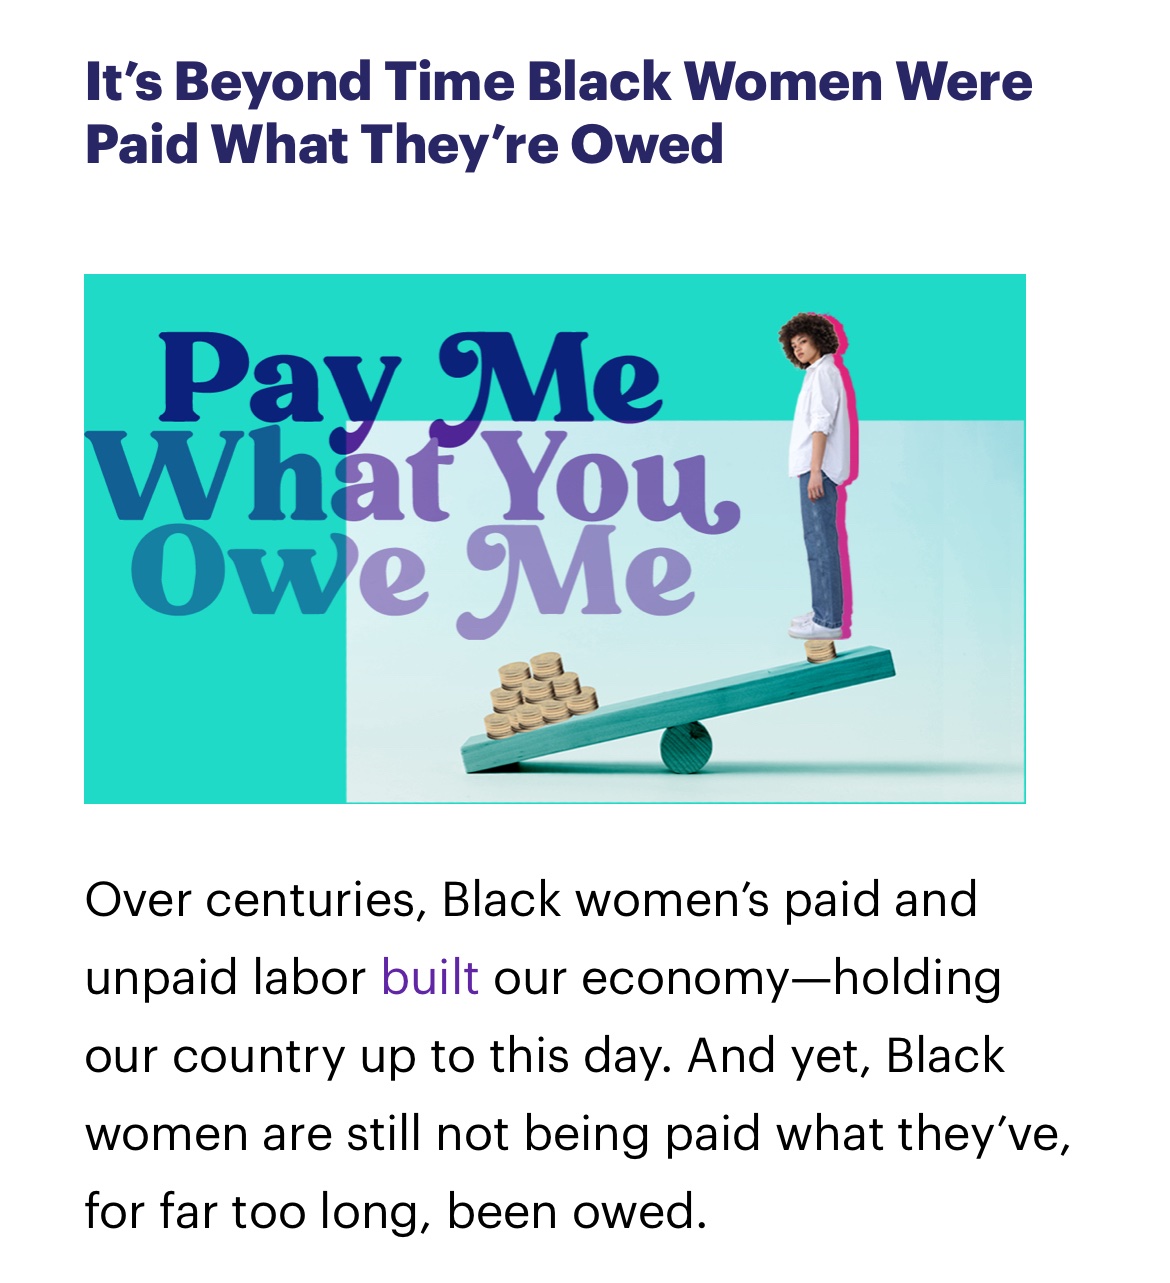 It’s Beyond Time Black Women Were
Paid What They’re Owed
Pay Me
What You
Owe Me
Over centuries, Black women’s paid and
unpaid labor built our economy—holding
our country up to this day. And yet, Black
women are still not being paid what they’ve,
for far too long, been owed.